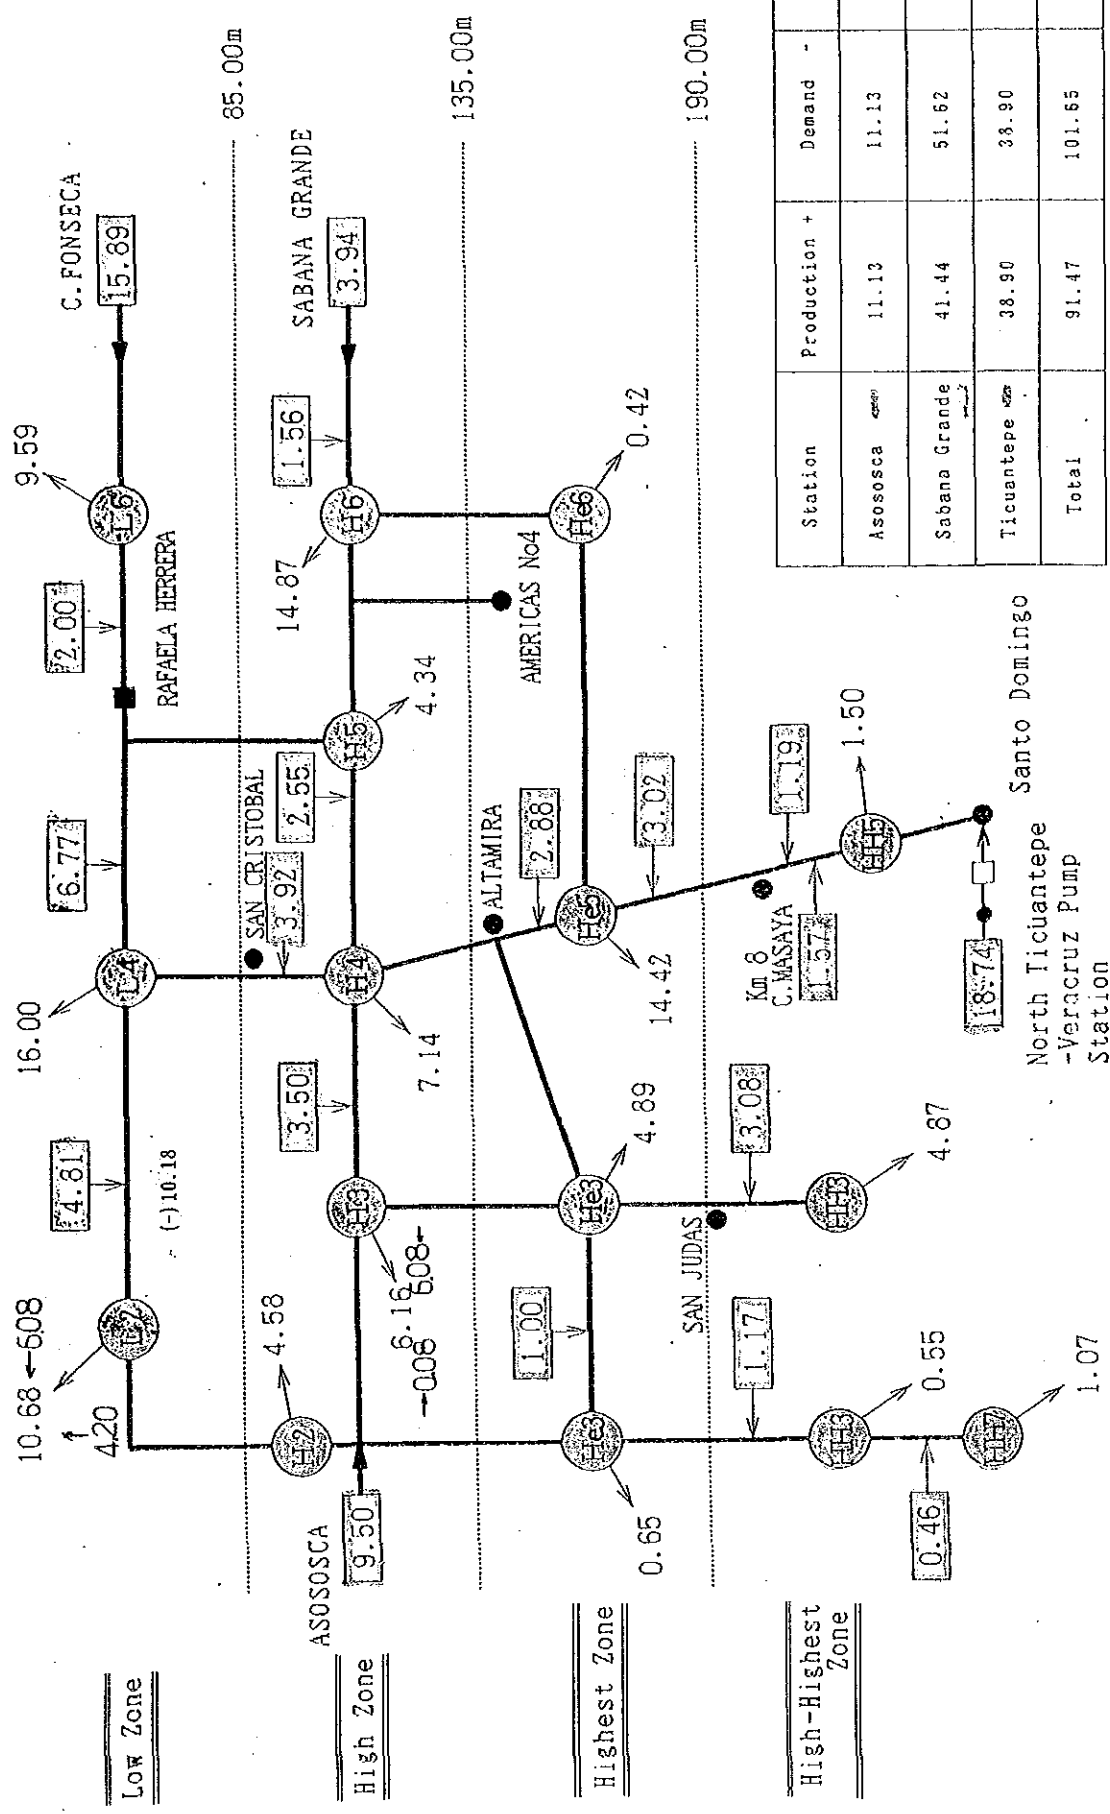 Low Zone
High Zone
Highest Zone
High-Highest
Zone
10.68
←6.08
4.20
4.81
(-)10.18
16.00
L4
6.77
2.00
RAFAELA HERRERA
L6
9.59
C.FONSECA
15.89
85.00m
ASOSOSCA
9.50
H2
4.58
H3
6.16
6.08←
→0.08
3.50
SAN CRISTOBAL
3.92
H4
7.14
2.55
H5
4.34
14.87
H6
1.56
SABANA GRANDE
3.94
AMERICAS No4
135.00m
He3
0.65
1.00
He3
4.89
ALTAMIRA
2.88
He5
14.42
3.02
He6
0.42
190.00m
1.17
HH3
0.55
0.46
HH7
1.07
SAN JUDAS
3.08
HH3
4.87
Km 8
C.MASAYA
1.57
1.19
HH5
1.50
18.74
Santo Domingo
North Ticuantepe
-Veracruz Pump
Station
Station Production + Demand -
Asososca 11.13 11.13
Sabana Grande 41.44 51.62
Ticuantepe 38.90 38.90
Total 91.47 101.65